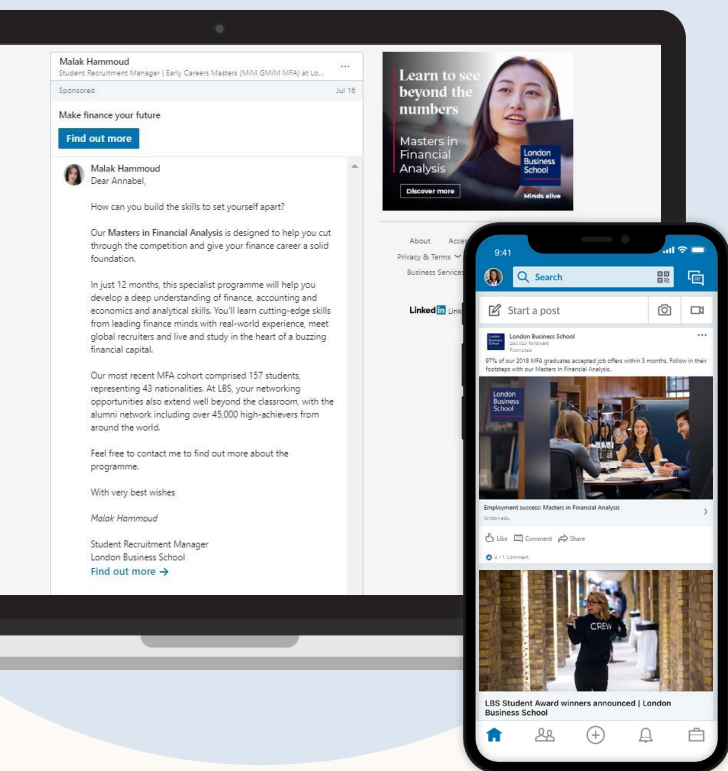 Malak Hammoud
Student Recruitment Manager | Early Careers Masters (MiM GMiM MFA) at Lo...
Sponsored
Jul 16
Make finance your future
Find out more
Malak Hammoud
Dear Annabel,
How can you build the skills to set yourself apart?
Our Masters in Financial Analysis is designed to help you cut
through the competition and give your finance career a solid
foundation.
In just 12 months, this specialist programme will help you
develop a deep understanding of finance, accounting and
economics and analytical skills. You'll learn cutting-edge skills
from leading finance minds with real-world experience, meet
global recruiters and live and study in the heart of a buzzing
financial capital.
Our most recent MFA cohort comprised 157 students,
representing 43 nationalities. At LBS, your networking
opportunities also extend well beyond the classroom, with the
alumni network including over 45,000 high-achievers from
around the world.
Feel free to contact me to find out more about the
programme.
With very best wishes
Malak Hammoud
Student Recruitment Manager
London Business School
Find out more →
Learn to see
beyond the
numbers
Masters in
Financial
Analysis
Discover more
London
Business
School
Minds alive
About
Privacy & Terms
Business Services
LinkedIn
9:41
Search
Start a post
London Business School
followers
Promoted
97% of our 2018 MFA graduates accepted job offers within 3 months. Follow in their
footsteps with our Masters in Financial Analysis.
London
Business
School
Employment success: Masters in Financial Analysis
london.edu
Like
Comment
Share
1 Comment
CREW
LBS Student Award winners announced | London
Business School